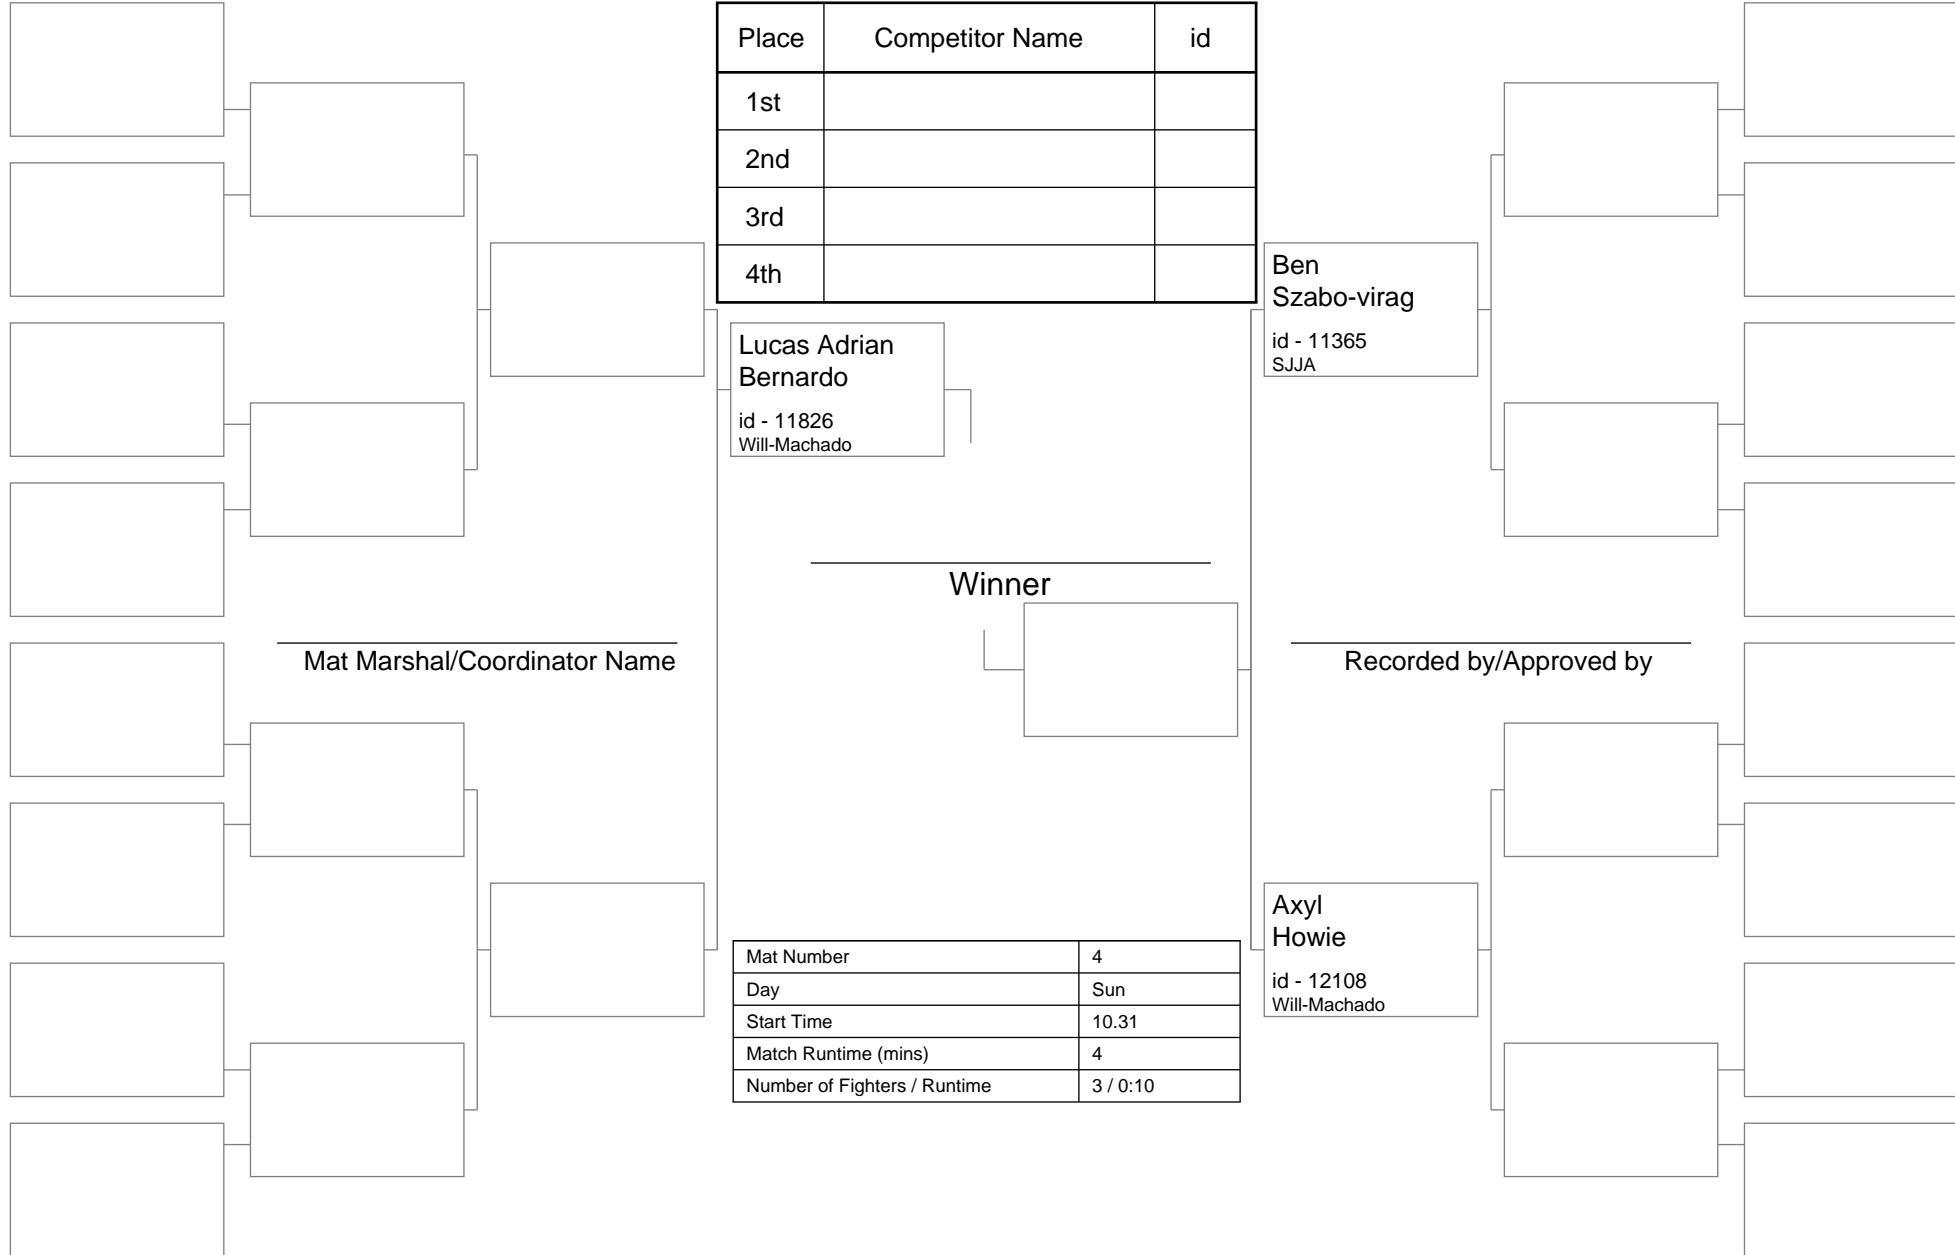 Place Competitor Name id
1st
2nd
3rd
4th
Ben
Szabo-virag
id - 11365
SJJA
Lucas Adrian
Bernardo
id - 11826
Will-Machado
Winner
Mat Marshal/Coordinator Name
Recorded by/Approved by
Axyl
Howie
id - 12108
Will-Machado
Mat Number 4
Day Sun
Start Time 10.31
Match Runtime (mins) 4
Number of Fighters / Runtime 3 / 0:10